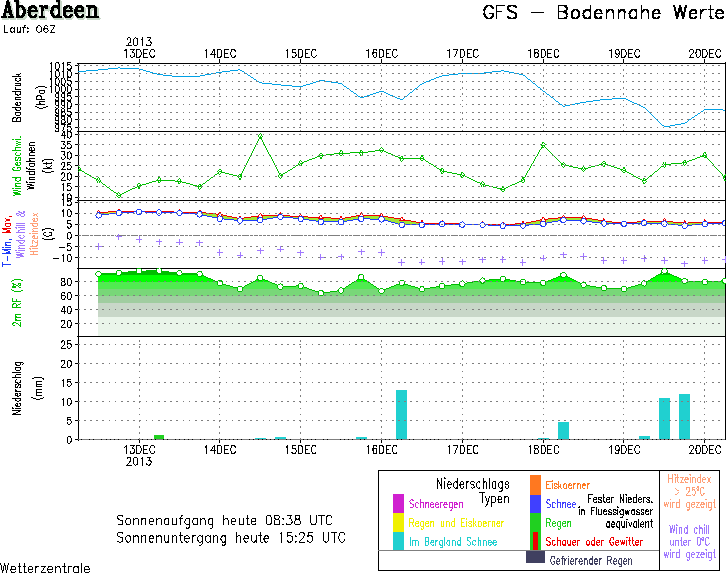 Aberdeen
GFS - Bodennahe Werte
Lauf: 06Z
2013
13DEC 14DEC 15DEC 16DEC 17DEC 18DEC 19DEC 20DEC
Bodendruck
(hPa)
1015
1010
1005
1000
995
990
985
980
975
Wind Geschwi.
Windfahnen
(kt)
40
35
30
25
20
15
10
T-Min, Max,
Windchill &
Hitzeindex
(C)
10
5
0
-5
-10
2m RF (%)
80
60
40
20
Niederschlag
(mm)
25
20
15
10
5
0
13DEC 14DEC 15DEC 16DEC 17DEC 18DEC 19DEC 20DEC
2013
Niederschlags
Typen
Schneeregen
Regen und Eiskoerner
Im Bergland Schnee
Eiskoerner
Schnee
Regen
Schauer oder Gewitter
Gefrierender Regen
Fester Nieders.
in Fluessigwasser
aequivalent
Hitzeindex
> 25°C
wird gezeigt
Wind chill
unter 0°C
wird gezeigt
Sonnenaufgang heute 08:38 UTC
Sonnenuntergang heute 15:25 UTC
Wetterzentrale